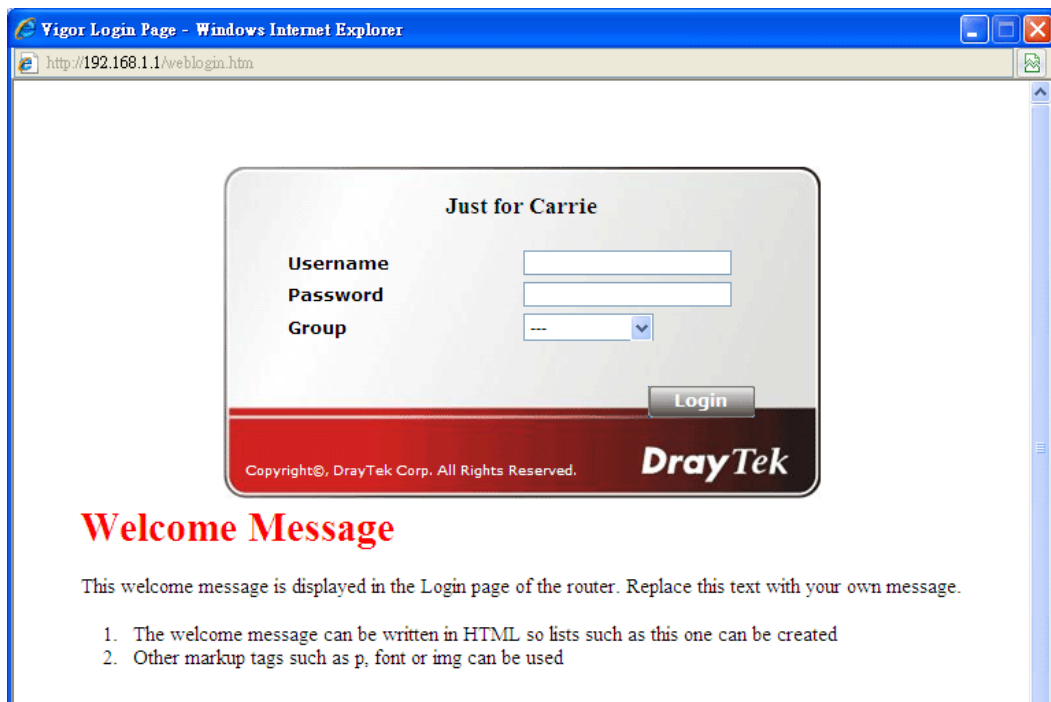 Vigor Login Page - Windows Internet Explorer
http://192.168.1.1/weblogin.htm
Just for Carrie
Username
Password
Group ---
Login
Copyright©, DrayTek Corp. All Rights Reserved. DrayTek
Welcome Message
This welcome message is displayed in the Login page of the router. Replace this text with your own message.
1. The welcome message can be written in HTML so lists such as this one can be created
2. Other markup tags such as p, font or img can be used